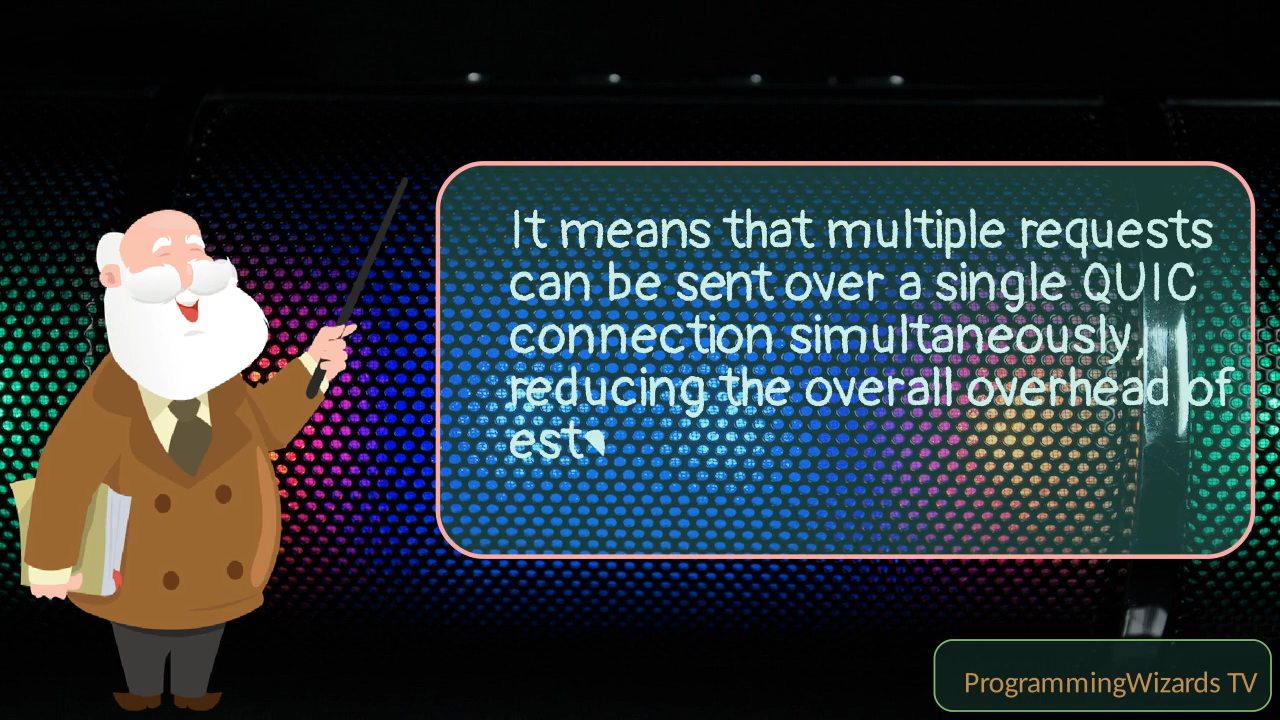 It means that multiple requests
can be sent over a single QUIC
connection simultaneously,
reducing the overall overhead of
est
ProgrammingWizards TV